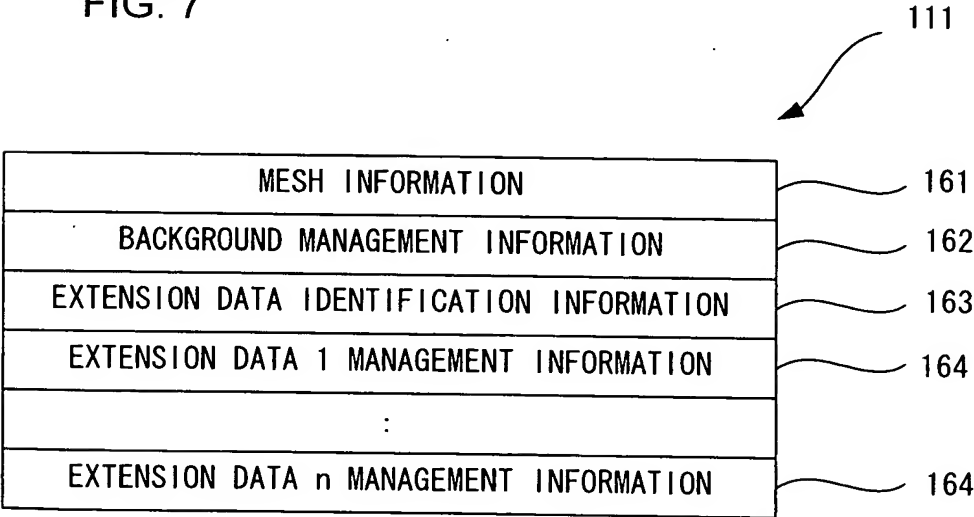 FIG. 7
111
MESH INFORMATION 161
BACKGROUND MANAGEMENT INFORMATION 162
EXTENSION DATA IDENTIFICATION INFORMATION 163
EXTENSION DATA 1 MANAGEMENT INFORMATION 164
:
EXTENSION DATA n MANAGEMENT INFORMATION 164